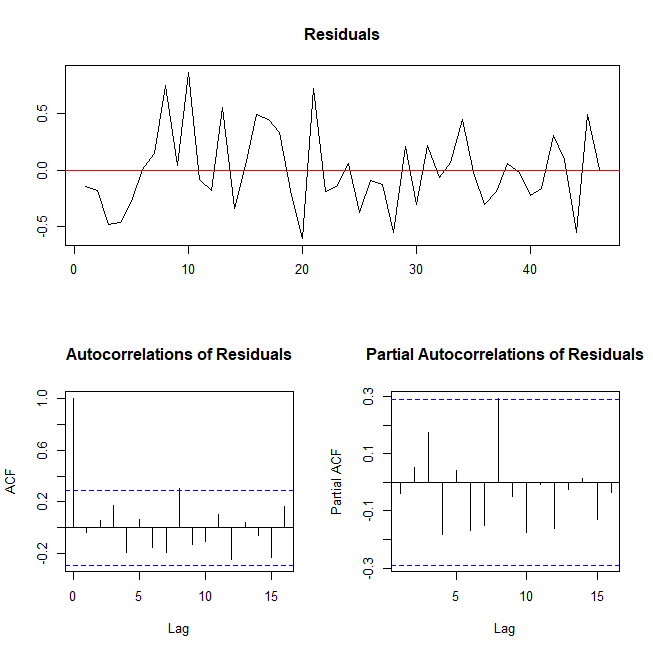 Residuals
0.5
0.0
-0.5
0 10 20 30 40
Autocorrelations of Residuals
ACF
1.0
0.6
0.2
-0.2
0 5 10 15
Lag
Partial Autocorrelations of Residuals
Partial ACF
0.3
0.1
-0.1
-0.3
5 10 15
Lag